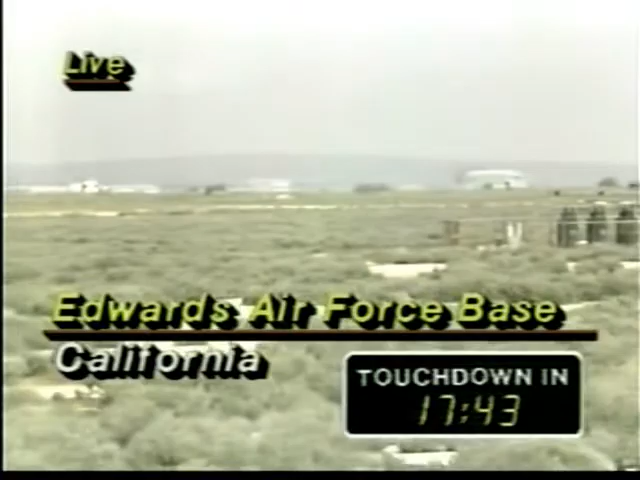 Live
Edwards Air Force Base
California
TOUCHDOWN IN
17:43